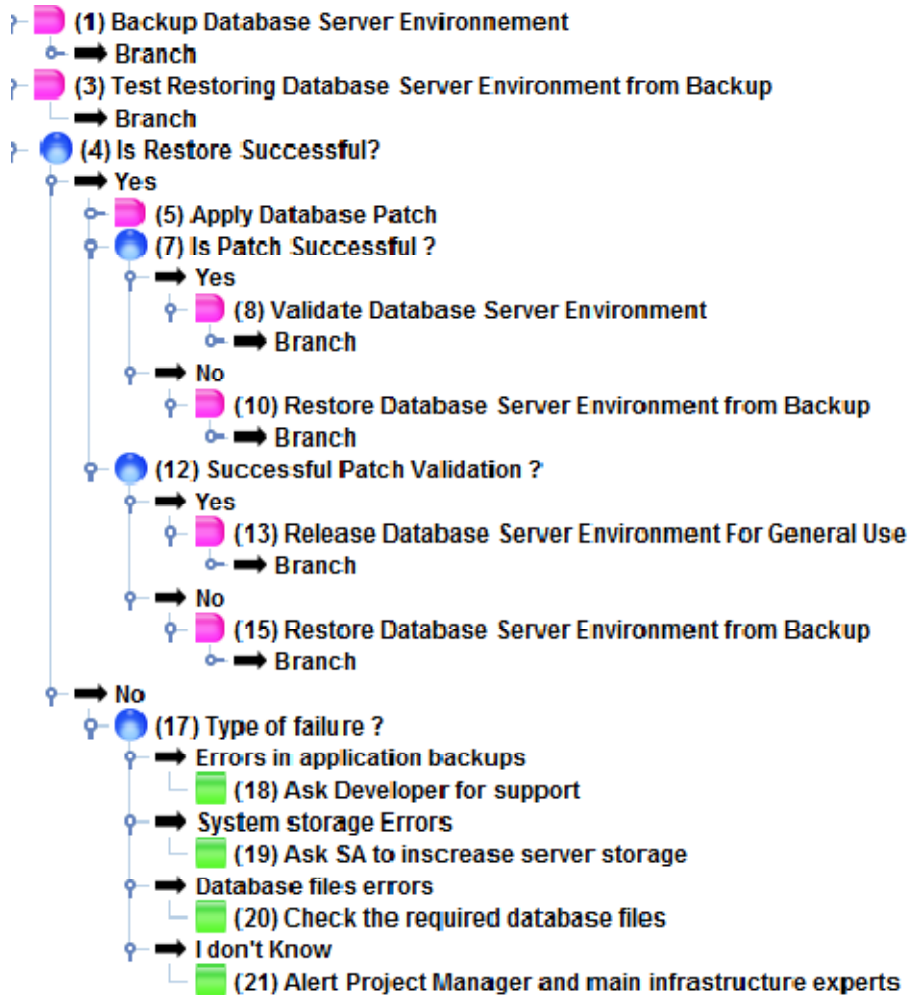 (1) Backup Database Server Environnement
Branch
(3) Test Restoring Database Server Environment from Backup
Branch
(4) Is Restore Successful?
Yes
(5) Apply Database Patch
(7) Is Patch Successful ?
Yes
(8) Validate Database Server Environment
Branch
No
(10) Restore Database Server Environment from Backup
Branch
(12) Successful Patch Validation ?
Yes
(13) Release Database Server Environment For General Use
Branch
No
(15) Restore Database Server Environment from Backup
Branch
No
(17) Type of failure ?
Errors in application backups
(18) Ask Developer for support
System storage Errors
(19) Ask SA to inscrease server storage
Database files errors
(20) Check the required database files
I don't Know
(21) Alert Project Manager and main infrastructure experts